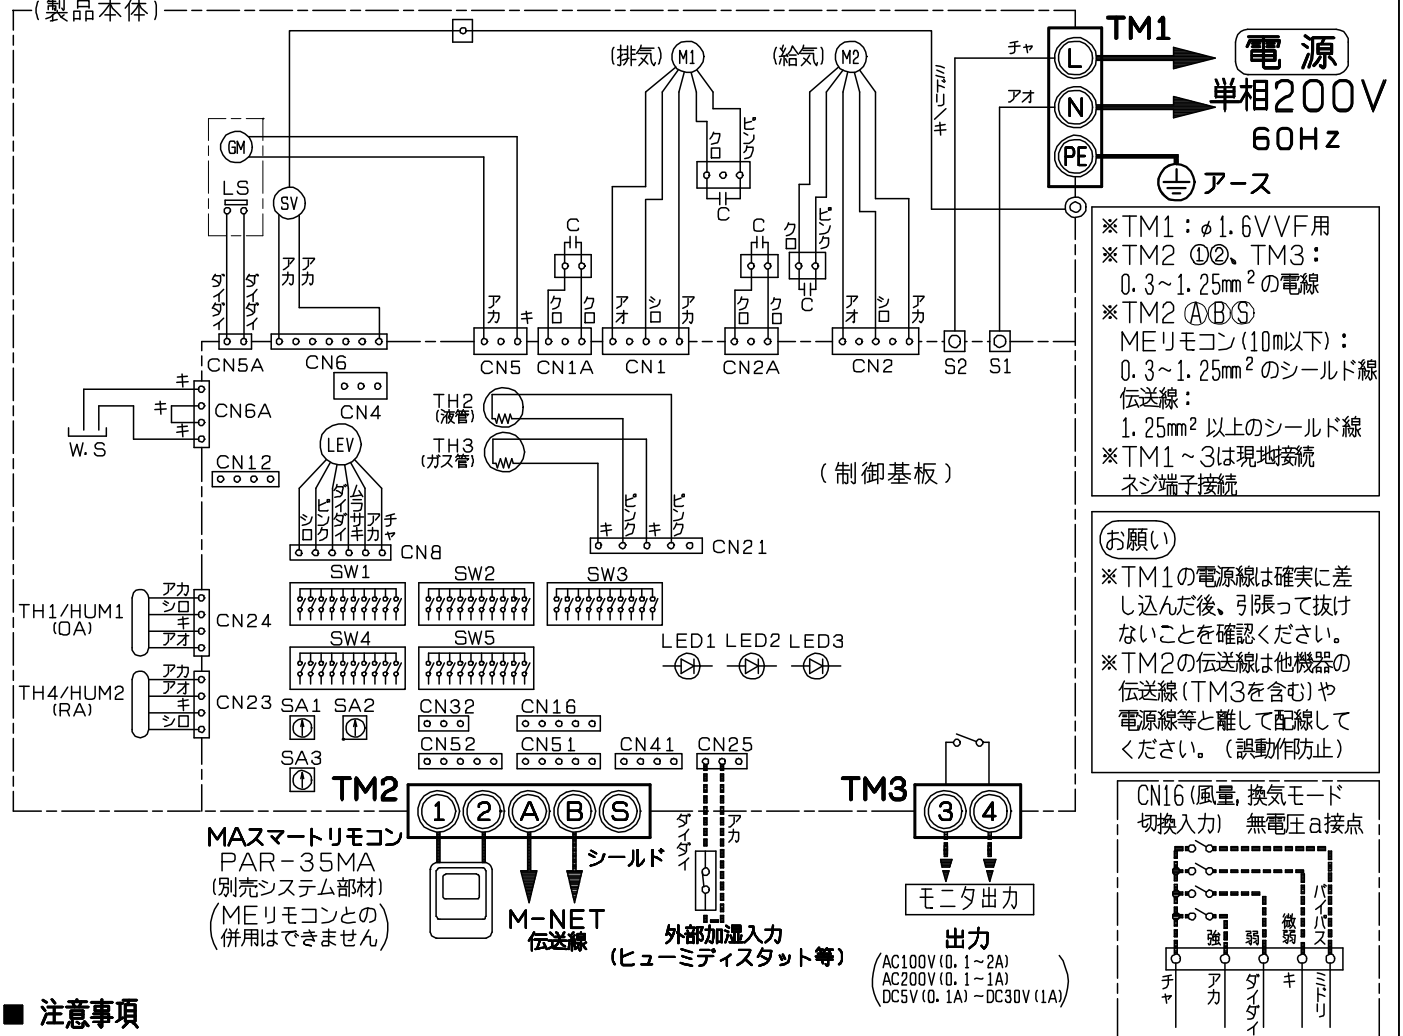 (製品本体)
TM1
L
N
PE
電源
単相200V
60Hz
アース
チャ
アオ
ミドリ/キ
(排気)
M1
(給気)
M2
クロ
ピンク
C
クロ
ピンク
C
GM
LS
SV
ダイダイ
ダイダイ
アカ
アカ
アカ
キ
C
クロ
クロ
アオ
シロ
アカ
C
クロ
クロ
アオ
シロ
アカ
CN5A
CN6
CN5
CN1A
CN1
CN2A
CN2
S2
S1
キ
キ
キ
CN6A
W.S
CN4
CN12
LEV
シロ
ピンク
ダイダイ
ムラサキ
アカ
チャ
CN8
TH2
(液管)
TH3
(ガス管)
キ
ピンク
キ
ピンク
CN21
(制御基板)
SW1
SW2
SW3
SW4
SW5
LED1 LED2 LED3
TH1/HUM1
(OA)
アカ
シロ
キ
アオ
CN24
TH4/HUM2
(RA)
アカ
アオ
キ
シロ
CN23
SA1
SA2
SA3
CN32
CN16
CN52
CN51
CN41
CN25
TM2
1
2
A
B
S
TM3
3
4
MAスマートリモコン
PAR-35MA
(別売システム部材)
(MEリモコンとの
併用はできません)
シールド
M-NET
伝送線
ダイダイ
アカ
外部加湿入力
(ヒューミディスタット等)
モニタ出力
出力
(AC100V(0.1~2A)
AC200V(0.1~1A)
DC5V(0.1A)~DC30V(1A))
※TM1:φ1.6VVF用
※TM2 ①②、TM3:
0.3~1.25mm²の電線
※TM2 ⒶⒷⓈ
MEリモコン(10m以下):
0.3~1.25mm²のシールド線
伝送線:
1.25mm² 以上のシールド線
※TM1~3は現地接続
ネジ端子接続
お願い
※TM1の電源線は確実に差
し込んだ後、引張って抜け
ないことを確認ください。
※TM2の伝送線は他機器の
伝送線(TM3を含む)や
電源線等と離して配線して
ください。(誤動作防止)
CN16(風量,換気モード
切換入力) 無電圧a接点
強
弱
微弱
バイパス
チャ
アカ
ダイダイ
キ
ミドリ
■ 注意事項